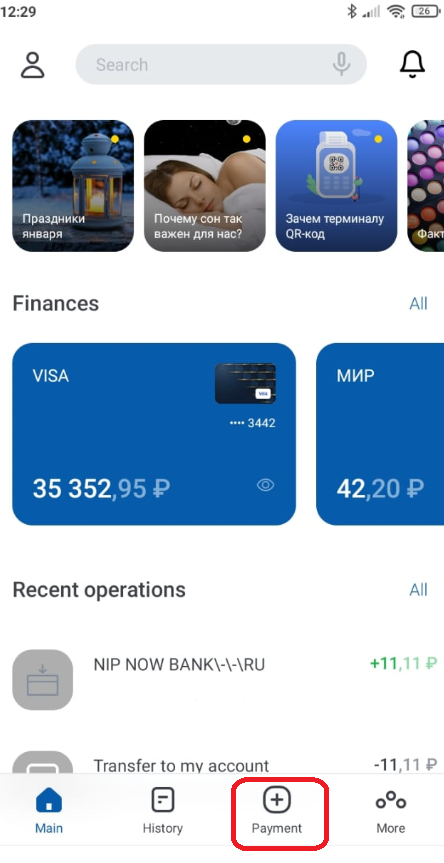 12:29
26
Search
Праздники
января
Почему сон так
важен для нас?
Зачем терминалу
QR-код
Факт
Finances
All
VISA
VISA
•••• 3442
35 352,95 ₽
МИР
42,20 ₽
Recent operations
All
NIP NOW BANK\-\-\RU
+11,11 ₽
Transfer to my account
-11,11 ₽
Main
History
Payment
More